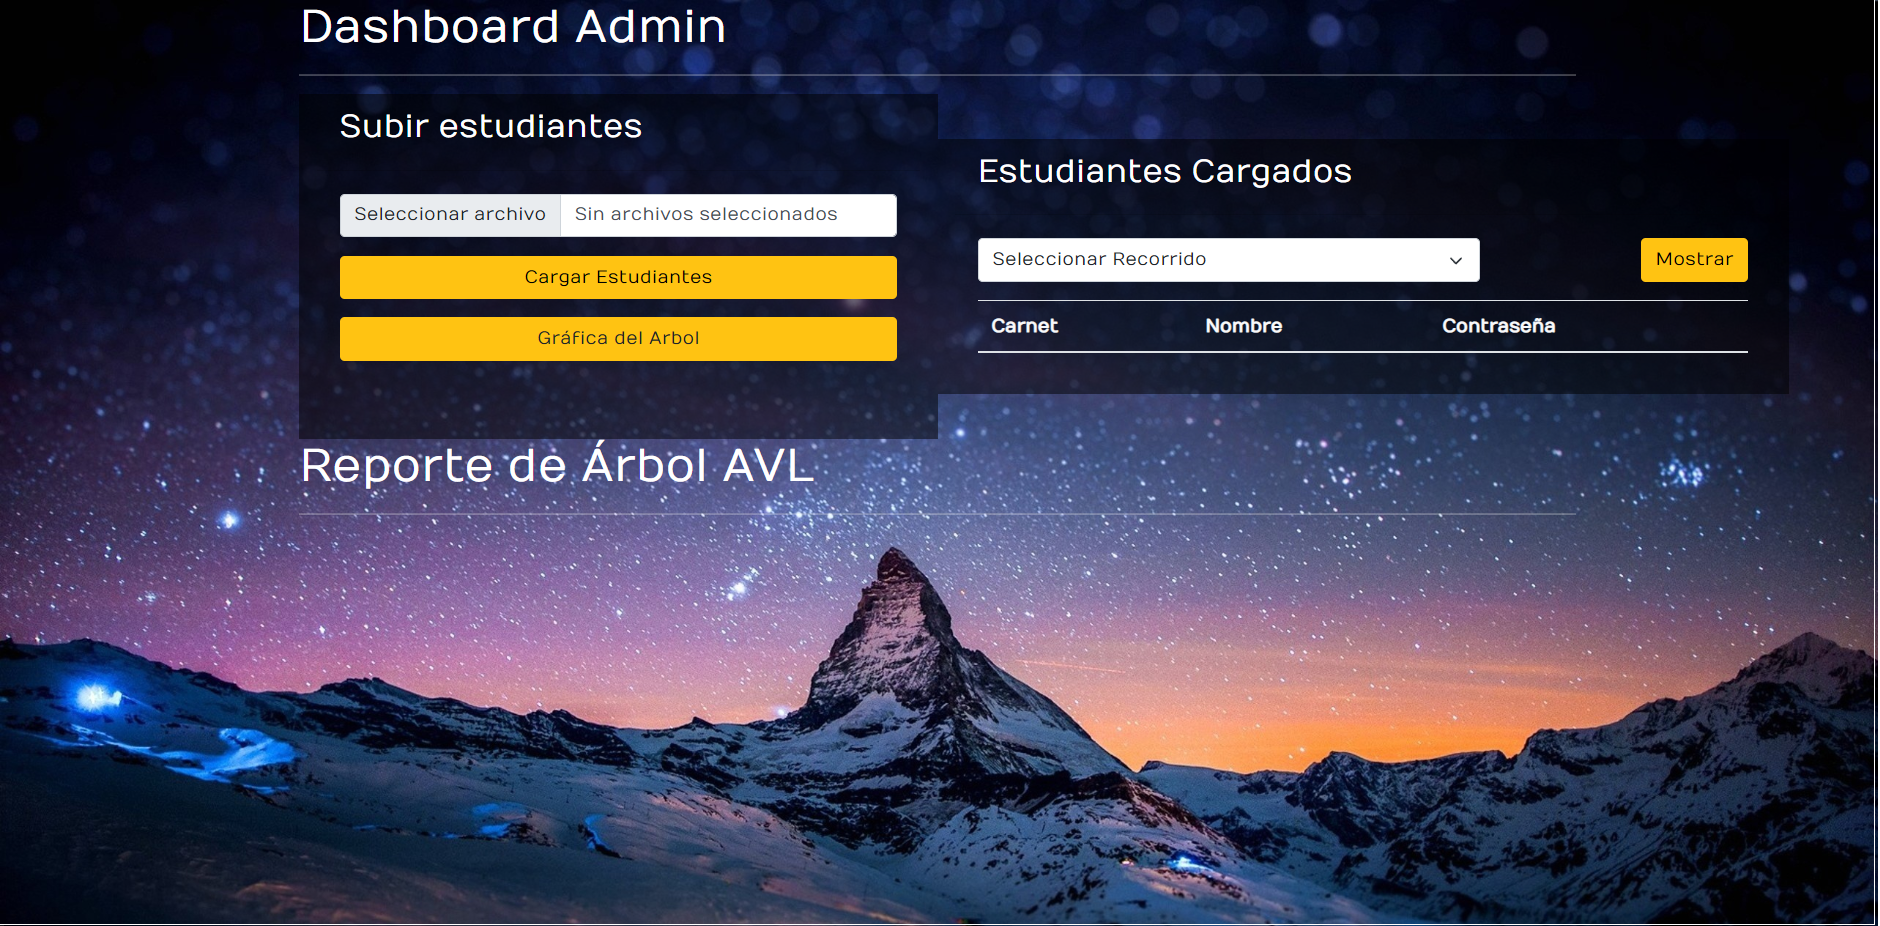 Dashboard Admin
Subir estudiantes
Seleccionar archivo Sin archivos seleccionados
Cargar Estudiantes
Gráfica del Arbol
Estudiantes Cargados
Seleccionar Recorrido
Mostrar
Carnet Nombre Contraseña
Reporte de Árbol AVL